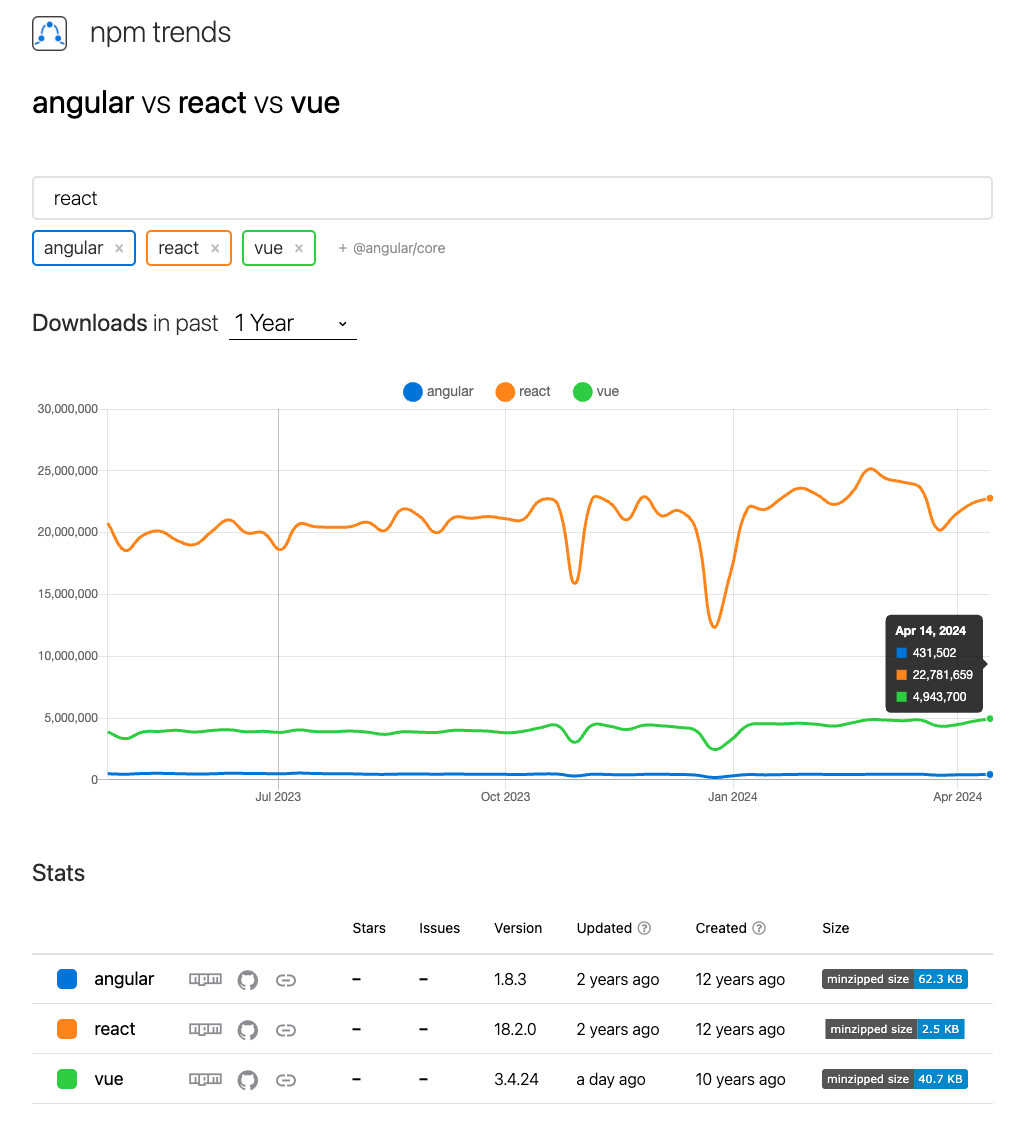 npm trends
angular vs react vs vue
react
angular × react × vue × + @angular/core
Downloads in past 1 Year
angular react vue
30,000,000
25,000,000
20,000,000
15,000,000
10,000,000
5,000,000
0
Apr 14, 2024
431,502
22,781,659
4,943,700
Jul 2023 Oct 2023 Jan 2024 Apr 2024
Stats
Stars Issues Version Updated ? Created ? Size
angular npm – – 1.8.3 2 years ago 12 years ago minzipped size 62.3 KB
react npm – – 18.2.0 2 years ago 12 years ago minzipped size 2.5 KB
vue npm – – 3.4.24 a day ago 10 years ago minzipped size 40.7 KB